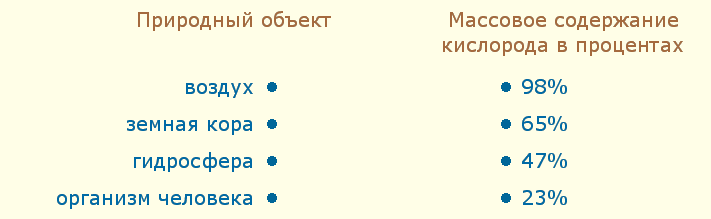 Природный объект Массовое содержание
кислорода в процентах
воздух • • 98%
земная кора • • 65%
гидросфера • • 47%
организм человека • • 23%